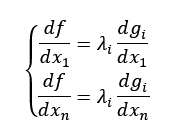 df/dx₁ = λᵢ dgᵢ/dx₁
df/dxₙ = λᵢ dgᵢ/dxₙ